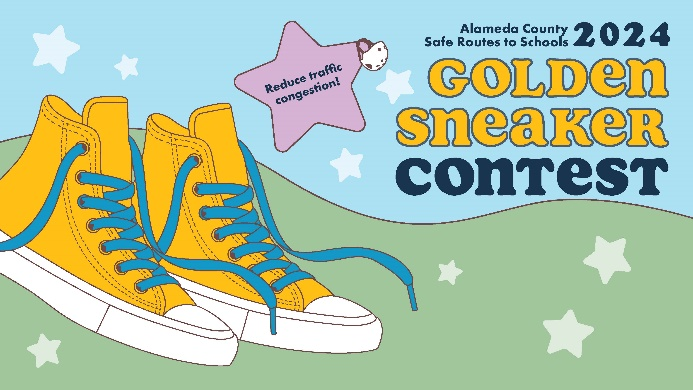 Alameda County
Safe Routes to Schools 2024
GOLDEN
SNEAKER
CONTEST
Reduce traffic
congestion!